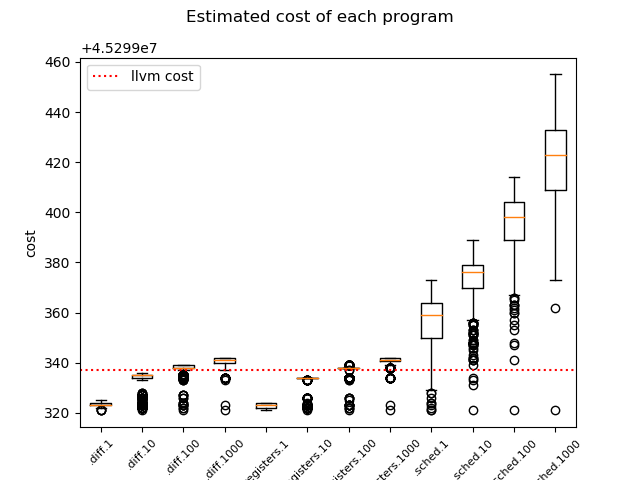 Estimated cost of each program
+4.5299e7
llvm cost
460
440
420
400
380
360
340
320
cost
.diff.1
.diff.10
.diff.100
.diff.1000
egisters.1
gisters.10
isters.100
sters.1000
.sched.1
.sched.10
sched.100
ched.1000